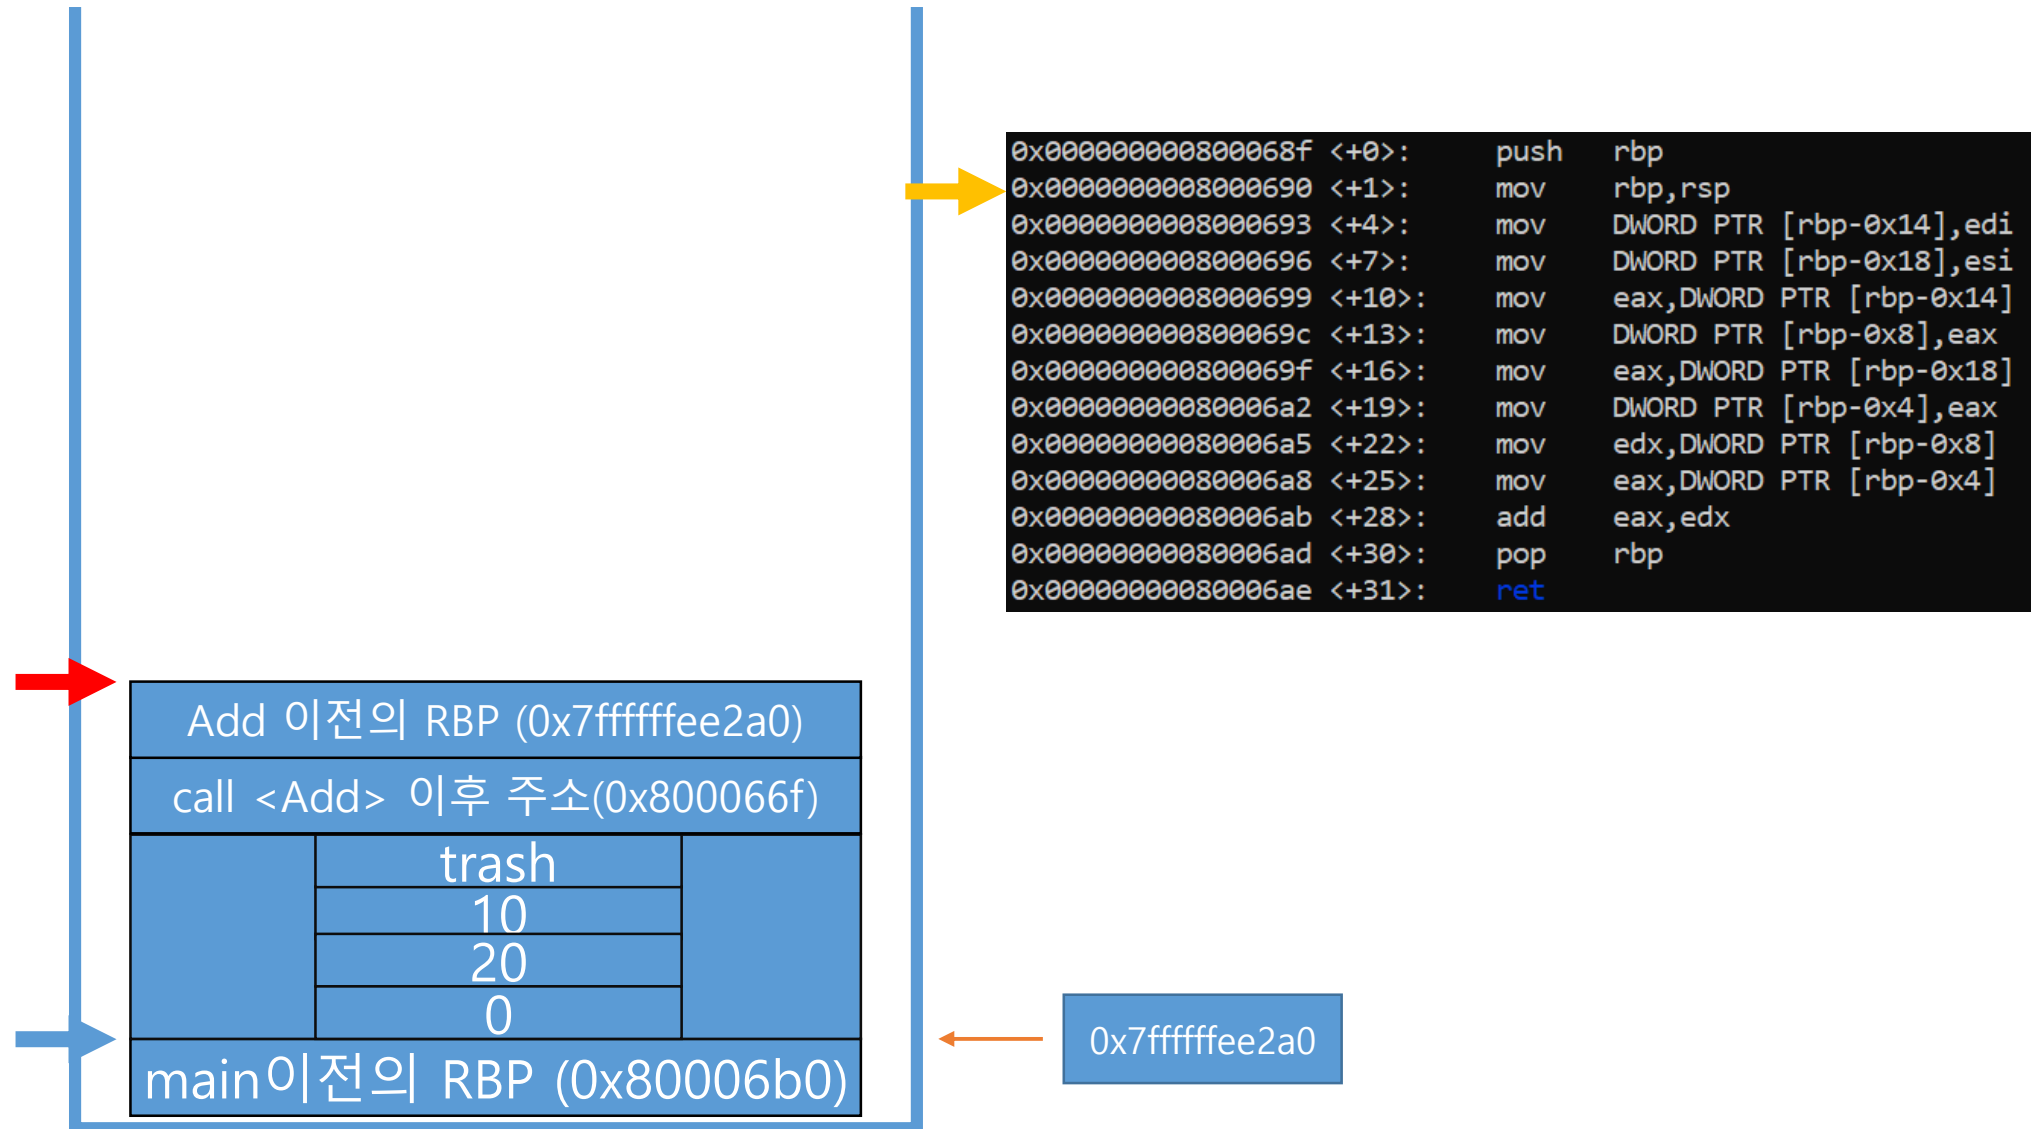 0x000000000800068f <+0>: push rbp
0x0000000008000690 <+1>: mov rbp,rsp
0x0000000008000693 <+4>: mov DWORD PTR [rbp-0x14],edi
0x0000000008000696 <+7>: mov DWORD PTR [rbp-0x18],esi
0x0000000008000699 <+10>: mov eax,DWORD PTR [rbp-0x14]
0x000000000800069c <+13>: mov DWORD PTR [rbp-0x8],eax
0x000000000800069f <+16>: mov eax,DWORD PTR [rbp-0x18]
0x00000000080006a2 <+19>: mov DWORD PTR [rbp-0x4],eax
0x00000000080006a5 <+22>: mov edx,DWORD PTR [rbp-0x8]
0x00000000080006a8 <+25>: mov eax,DWORD PTR [rbp-0x4]
0x00000000080006ab <+28>: add eax,edx
0x00000000080006ad <+30>: pop rbp
0x00000000080006ae <+31>: ret
Add 이전의 RBP (0x7ffffffee2a0)
call <Add> 이후 주소(0x800066f)
trash
10
20
0
main이전의 RBP (0x80006b0)
0x7ffffffee2a0